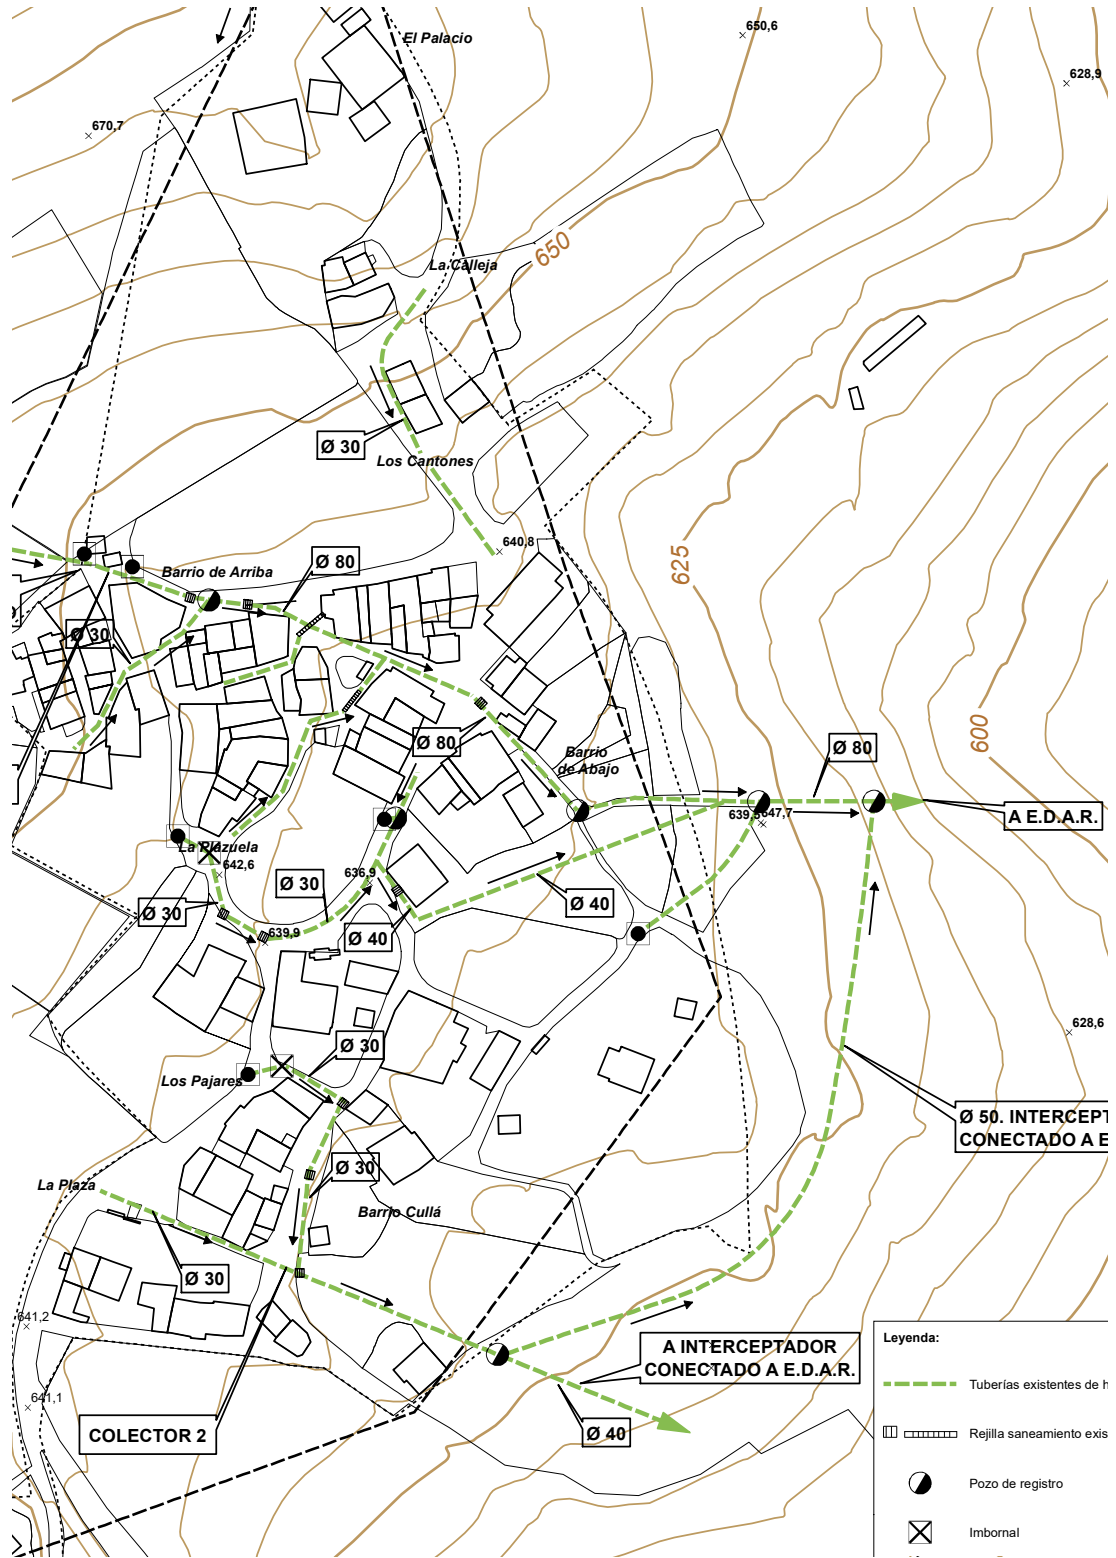 El Palacio
650,6
628,9
670,7
650
La Calleja
Ø 30
Los Cantones
640,8
625
Barrio de Arriba
Ø 80
Ø 30
600
Ø 80
Barrio
de Abajo
Ø 80
A E.D.A.R.
639,5
647,7
La Plazuela
642,6
636,9
Ø 30
Ø 30
Ø 40
Ø 40
639,9
628,6
Ø 30
Los Pajares
Ø 50. INTERCEPT
CONECTADO A E
Ø 30
La Plaza
Barrio Cullá
Ø 30
641,2
A INTERCEPTADOR
CONECTADO A E.D.A.R.
641,1
COLECTOR 2
Ø 40
Leyenda:
Tuberías existentes de h
Rejilla saneamiento exis
Pozo de registro
Imbornal